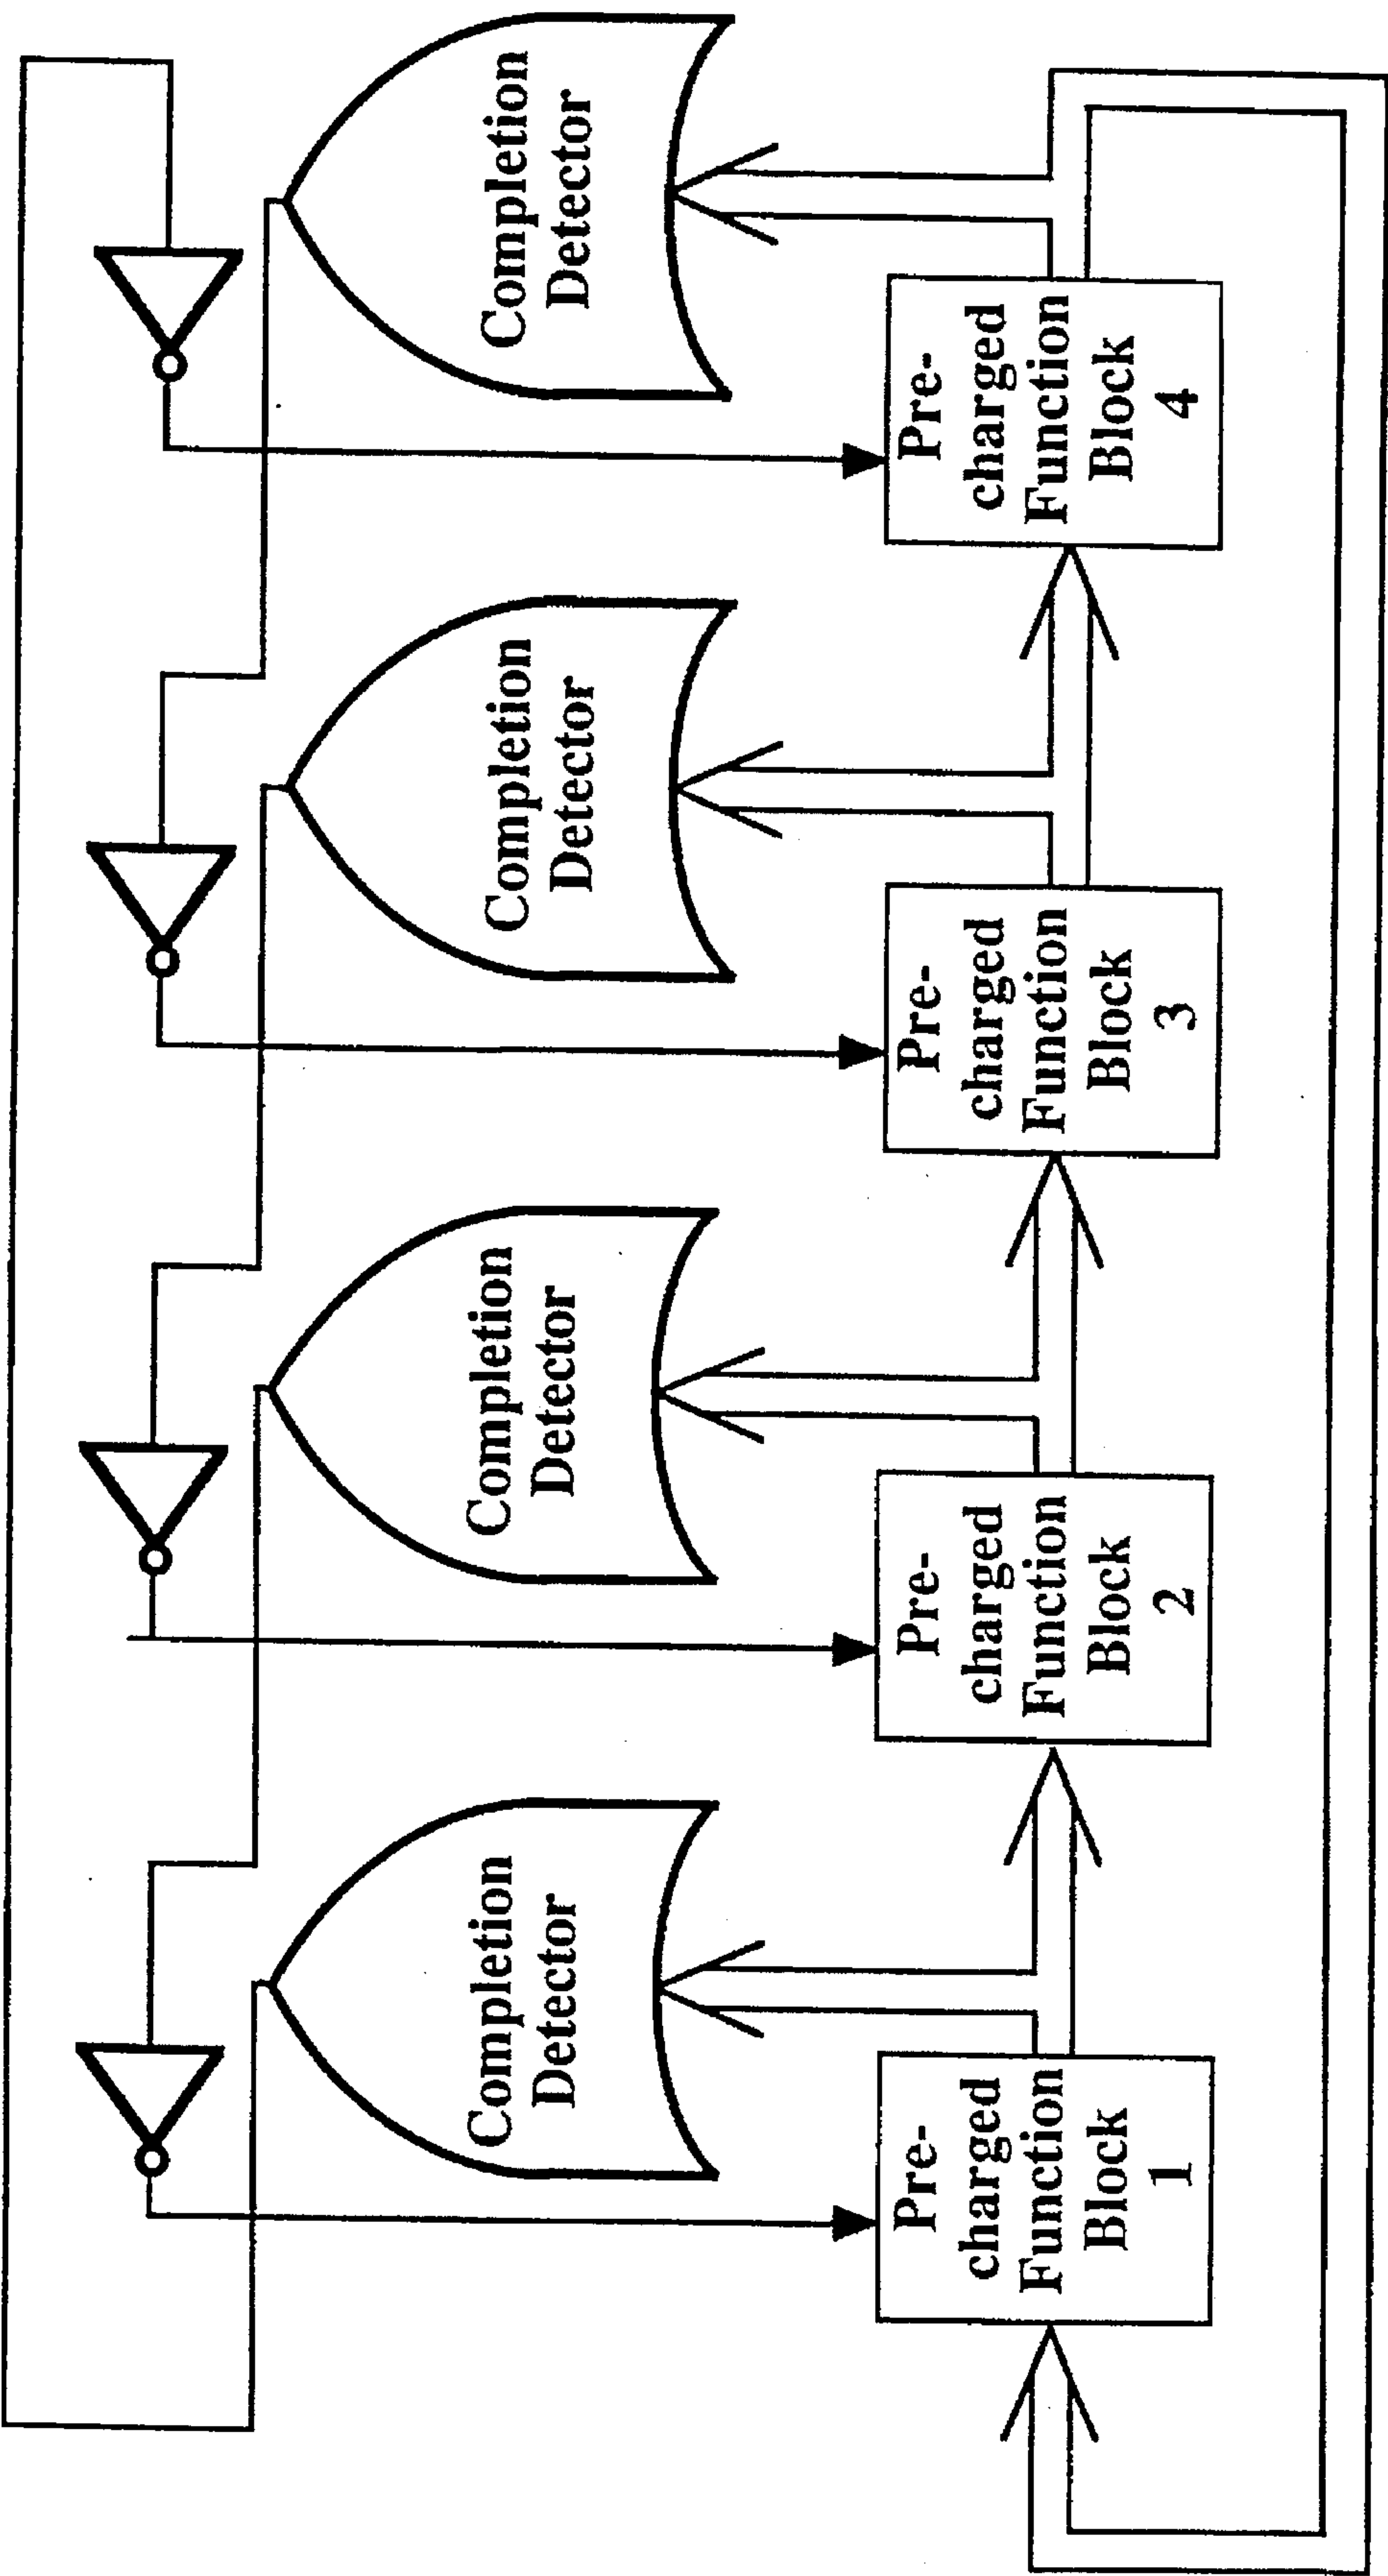 Completion
Detector
Completion
Detector
Completion
Detector
Completion
Detector
Pre-
charged
Function
Block
1
Pre-
charged
Function
Block
2
Pre-
charged
Function
Block
3
Pre-
charged
Function
Block
4